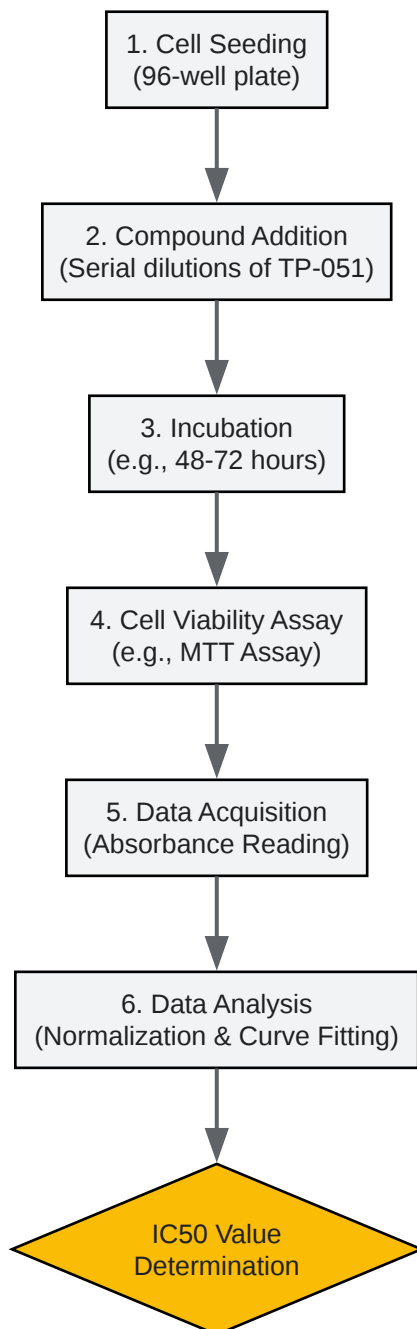 1. Cell Seeding
(96-well plate)
2. Compound Addition
(Serial dilutions of TP-051)
3. Incubation
(e.g., 48-72 hours)
4. Cell Viability Assay
(e.g., MTT Assay)
5. Data Acquisition
(Absorbance Reading)
6. Data Analysis
(Normalization & Curve Fitting)
IC50 Value
Determination